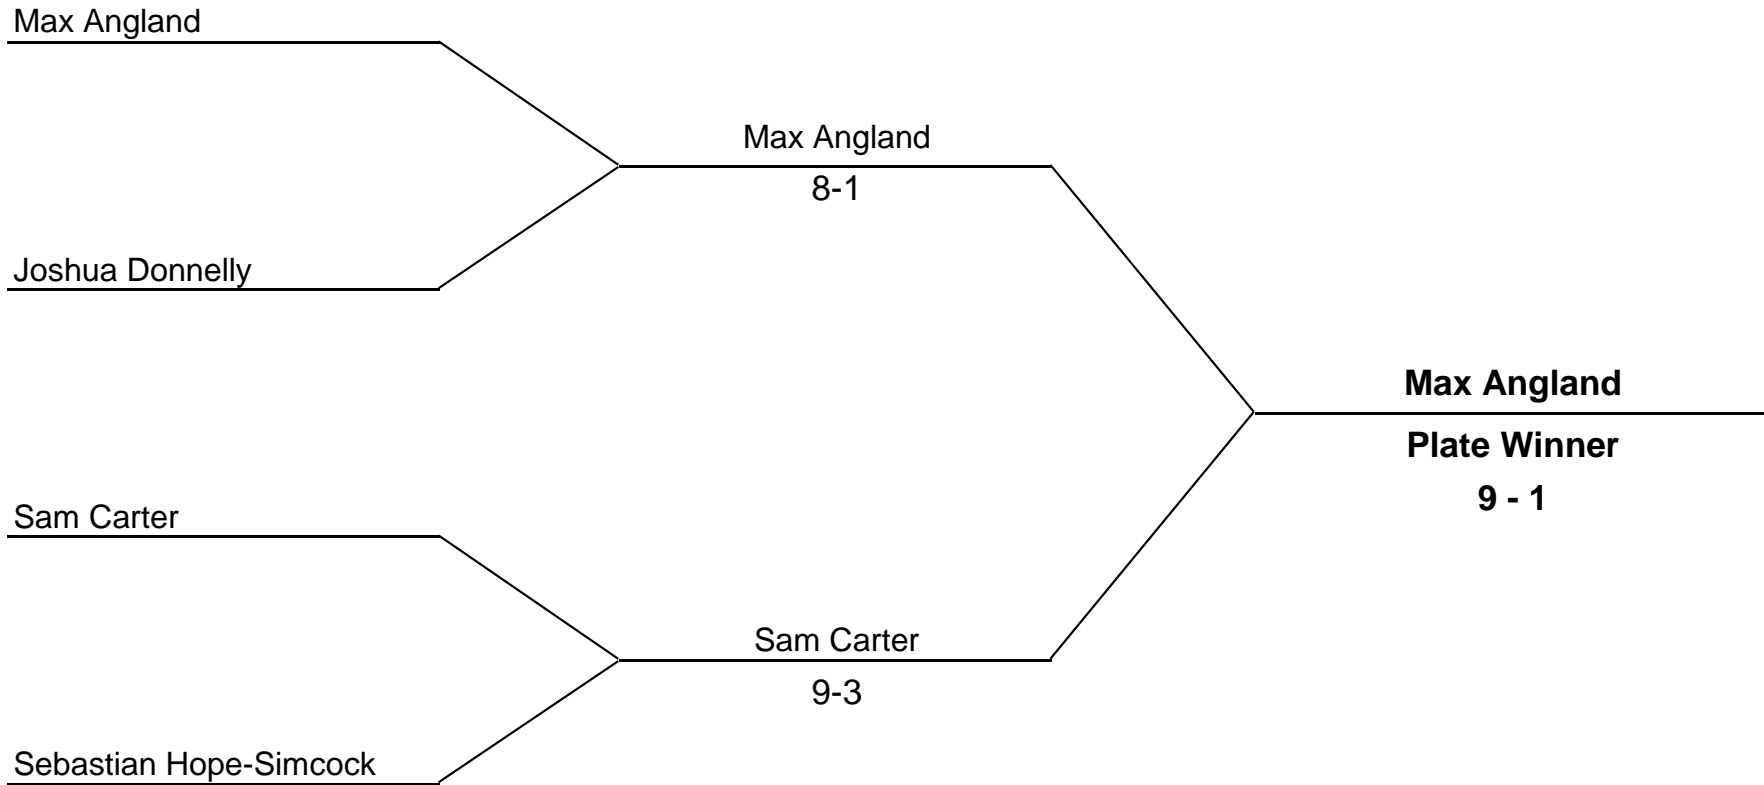 Max Angland
Max Angland
8-1
Joshua Donnelly
Max Angland
Plate Winner
9 - 1
Sam Carter
Sam Carter
9-3
Sebastian Hope-Simcock